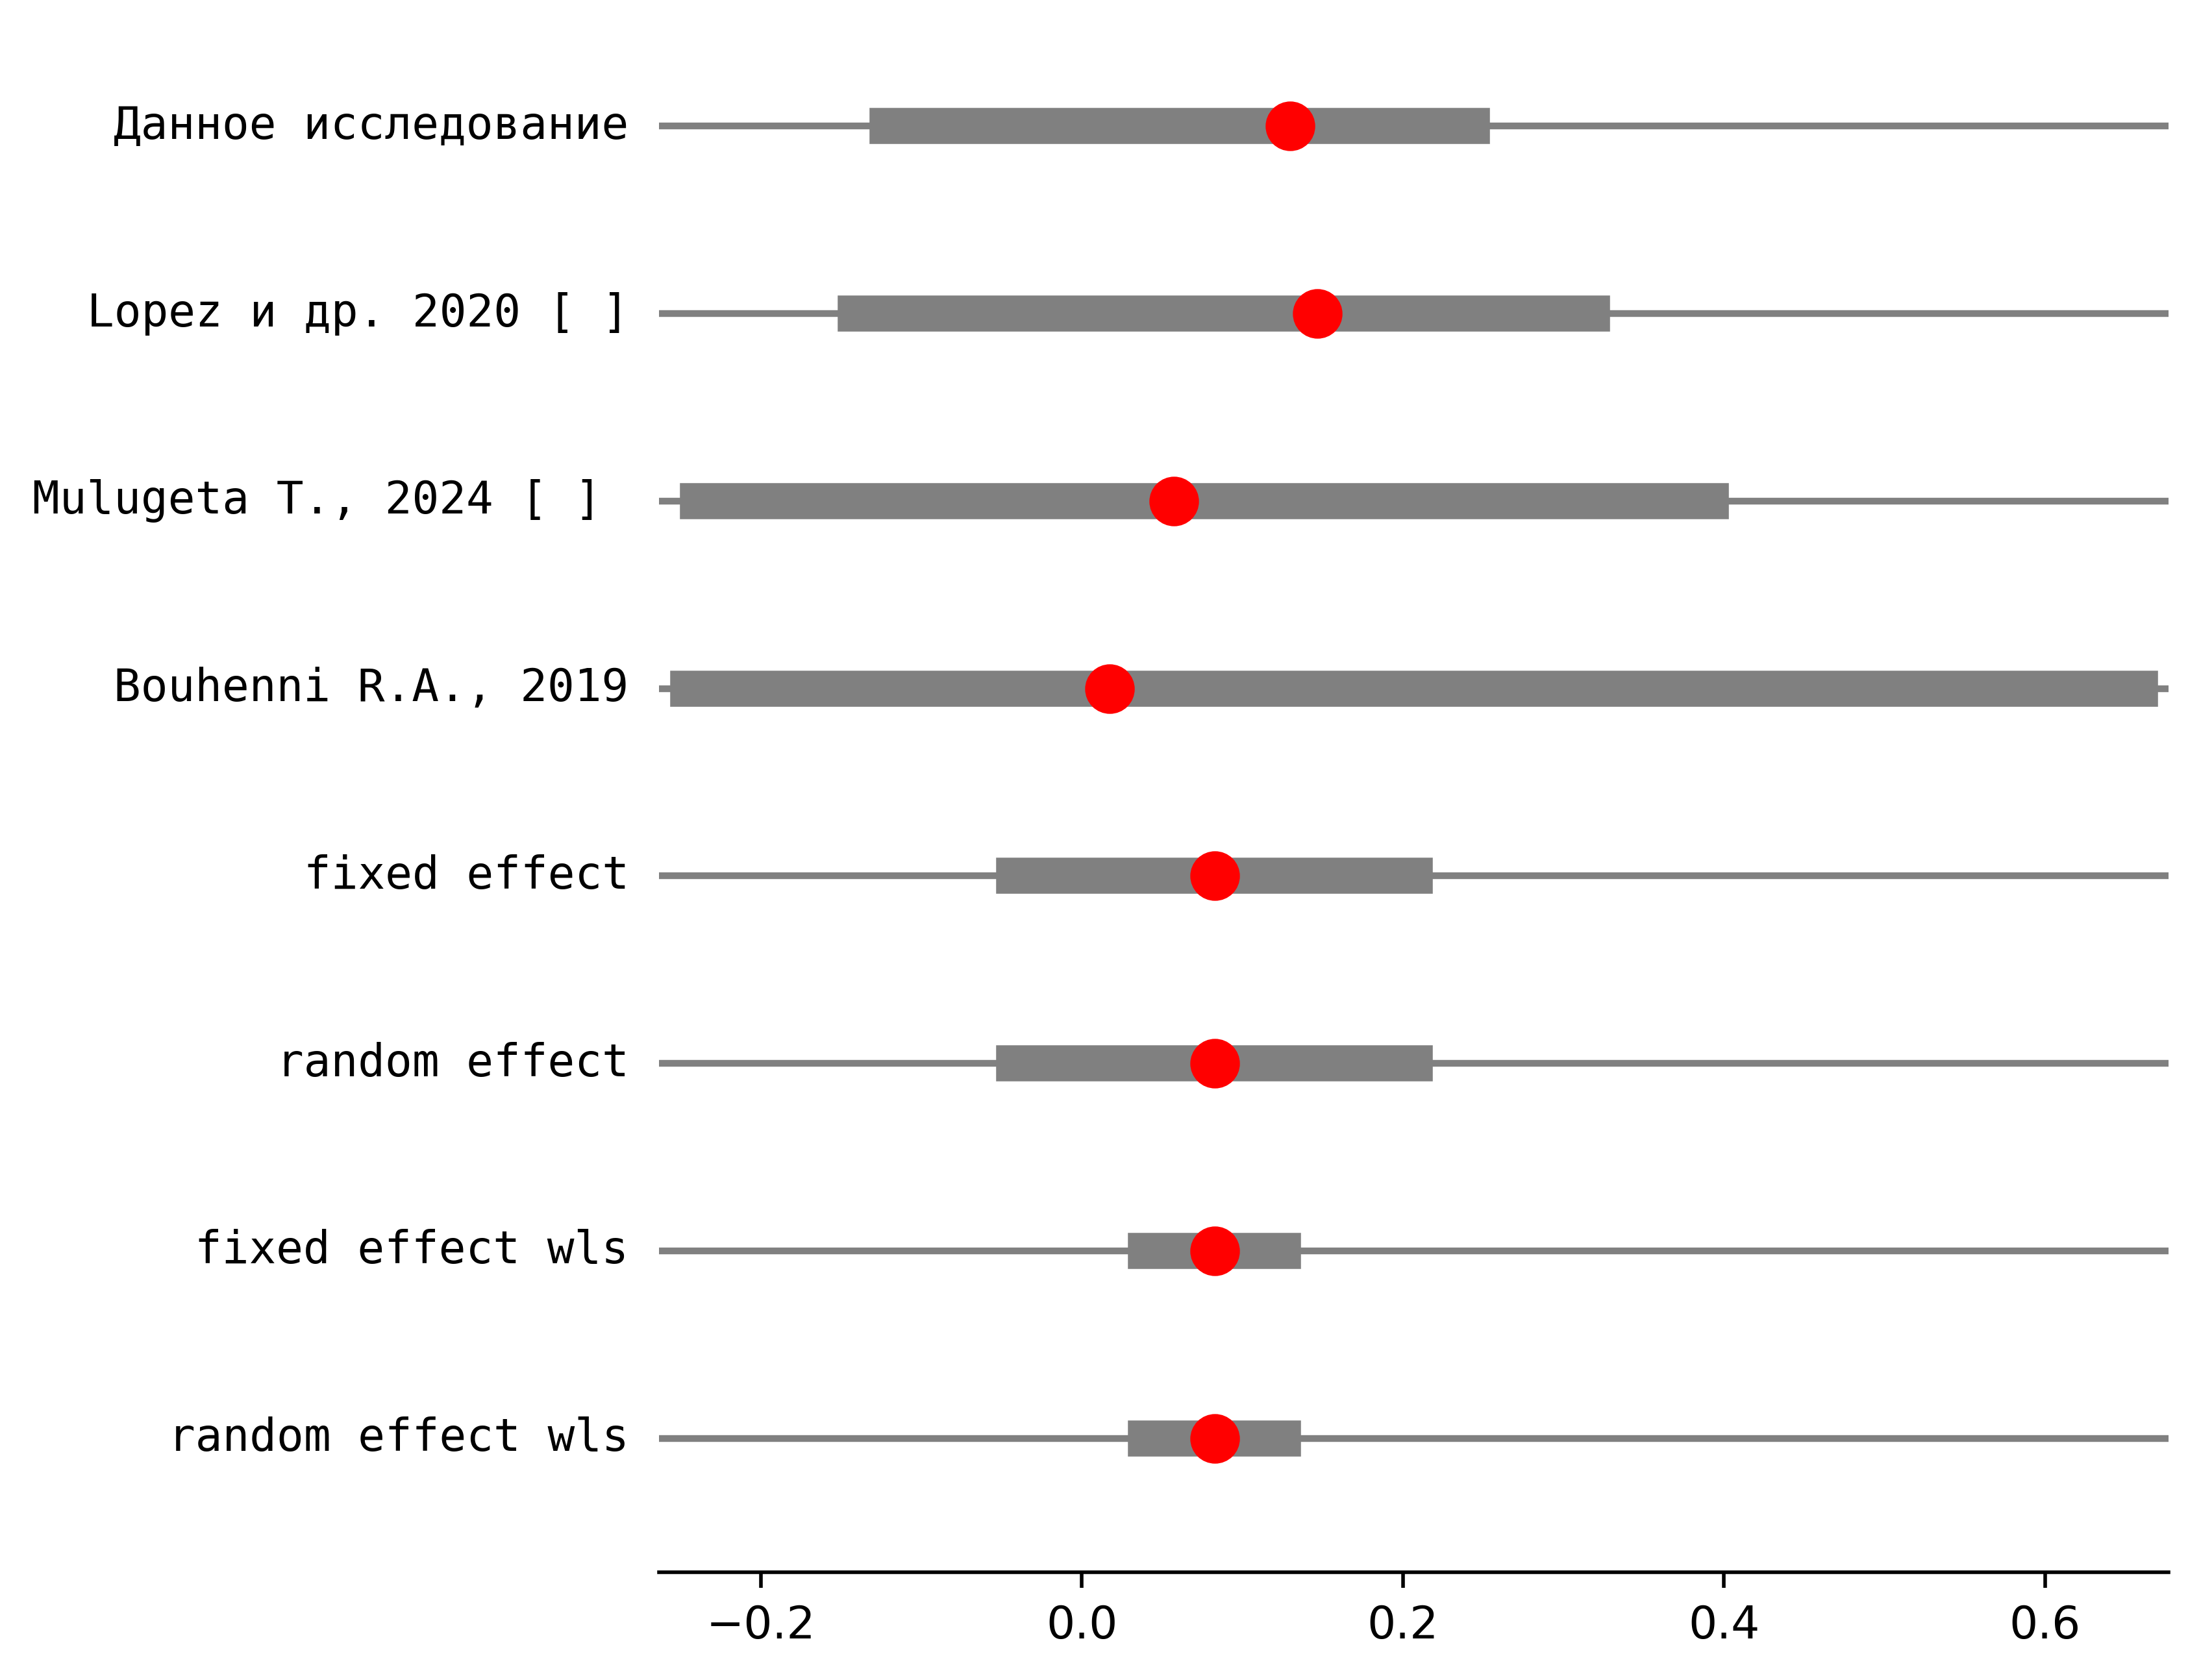 Данное исследование
Lopez и др. 2020 [ ]
Mulugeta T., 2024 [ ]
Bouhenni R.A., 2019
fixed effect
random effect
fixed effect wls
random effect wls
−0.2 0.0 0.2 0.4 0.6